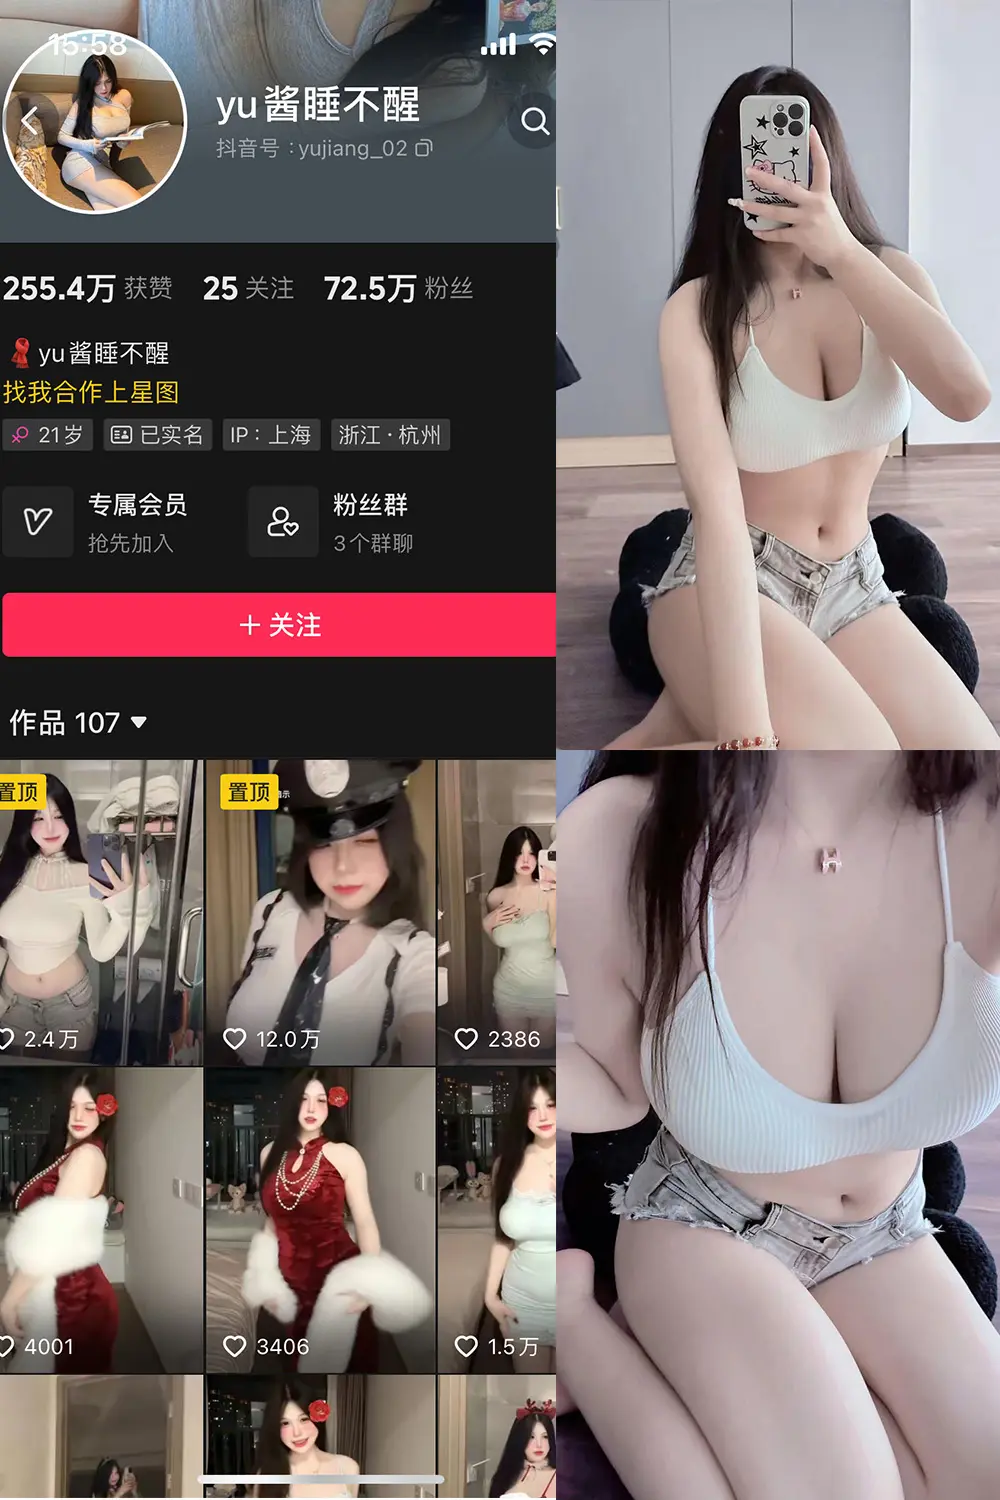 15:58
yu酱睡不醒
抖音号：yujiang_02
255.4万 获赞 25 关注 72.5万 粉丝
yu酱睡不醒
找我合作上星图
21岁 已实名 IP：上海 浙江·杭州
专属会员 粉丝群
抢先加入 3个群聊
+ 关注
作品 107
置顶 置顶
2.4万 12.0万 2386
4001 3406 1.5万